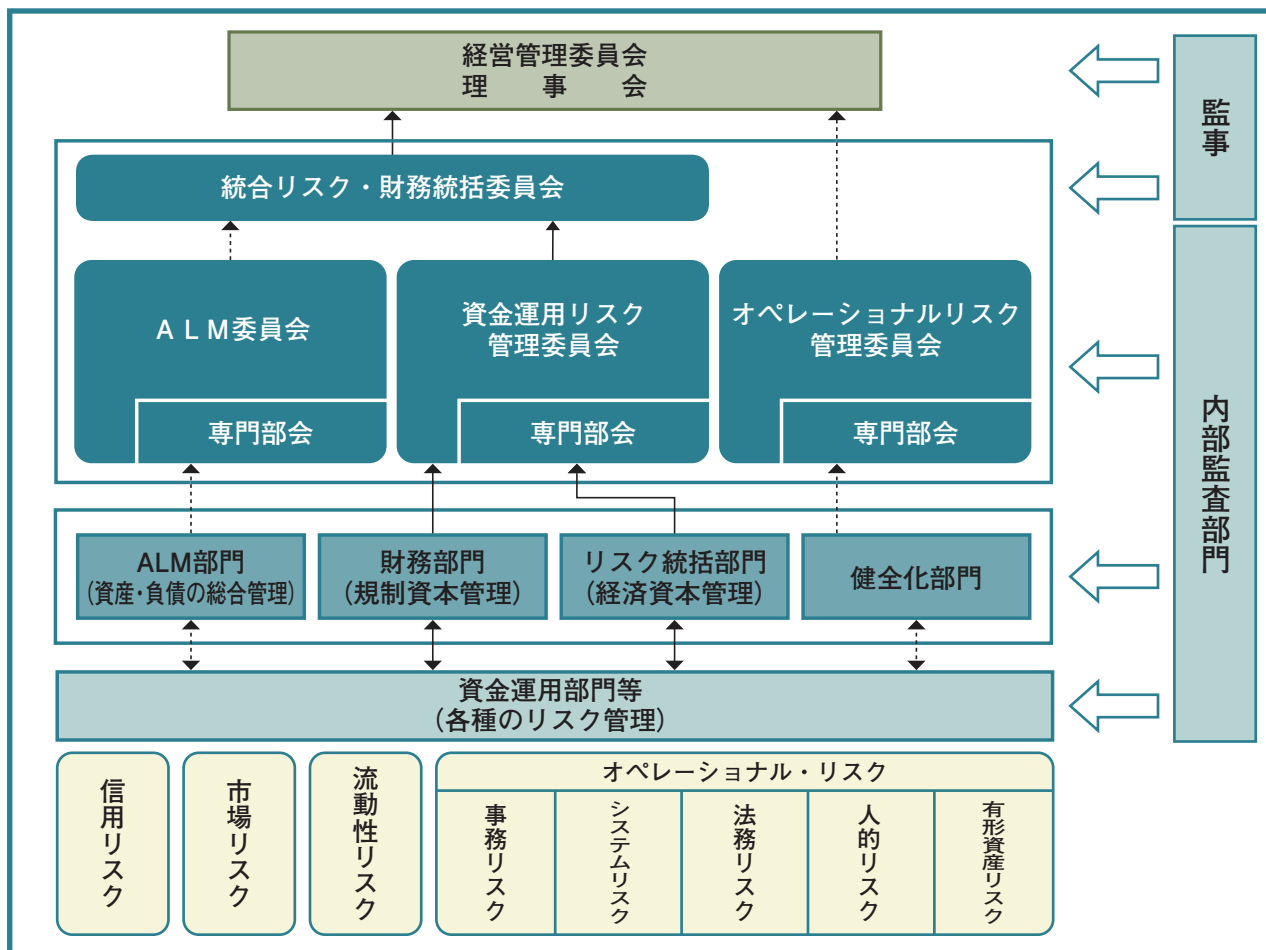 経営管理委員会
理事会
監事
統合リスク・財務統括委員会
ALM委員会
資金運用リスク
管理委員会
オペレーショナルリスク
管理委員会
専門部会
専門部会
専門部会
内部監査部門
ALM部門
(資産・負債の総合管理)
財務部門
(規制資本管理)
リスク統括部門
(経済資本管理)
健全化部門
資金運用部門等
(各種のリスク管理)
信用リスク
市場リスク
流動性リスク
オペレーショナル・リスク
事務リスク
システムリスク
法務リスク
人的リスク
有形資産リスク